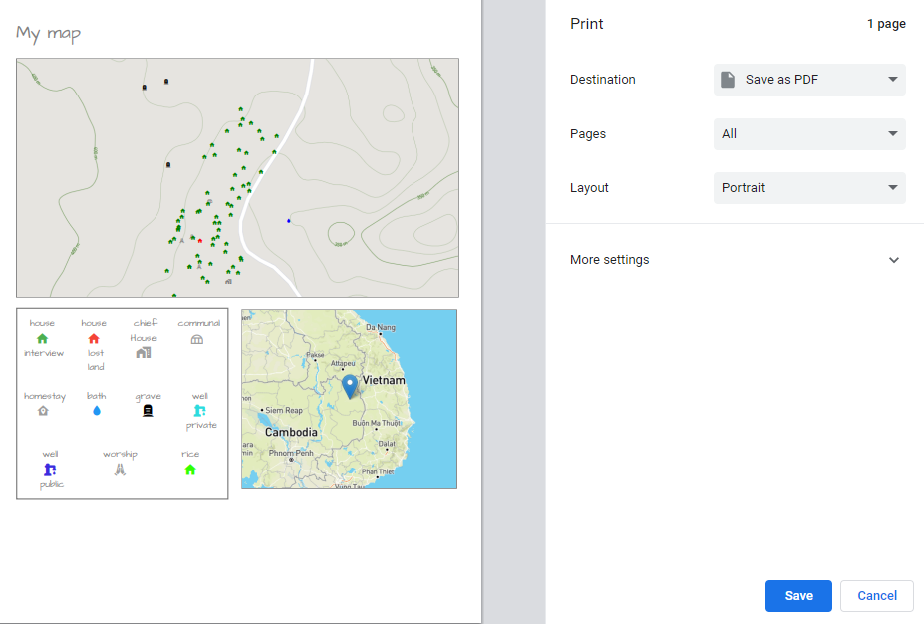 My map
house
interview
house
lost
land
chief
House
communal
homestay
bath
grave
well
private
well
public
worship
rice
Da Nang
Pakse
Attapeu
Vietnam
Siem Reap
Buôn Ma Thuột
Cambodia
Dalat
Phnom Penh
Phan Thiet
Vung Tau
Print
1 page
Destination
Save as PDF
Pages
All
Layout
Portrait
More settings
Save
Cancel